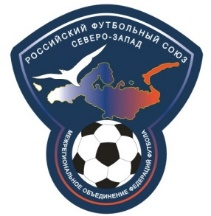 РОССИЙСКИЙ ФУТБОЛЬНЫЙ СОЮЗ
СЕВЕРО-ЗАПАД
МЕЖРЕГИОНАЛЬНОЕ ОБЪЕДИНЕНИЕ ФЕДЕРАЦИЙ ФУТБОЛА